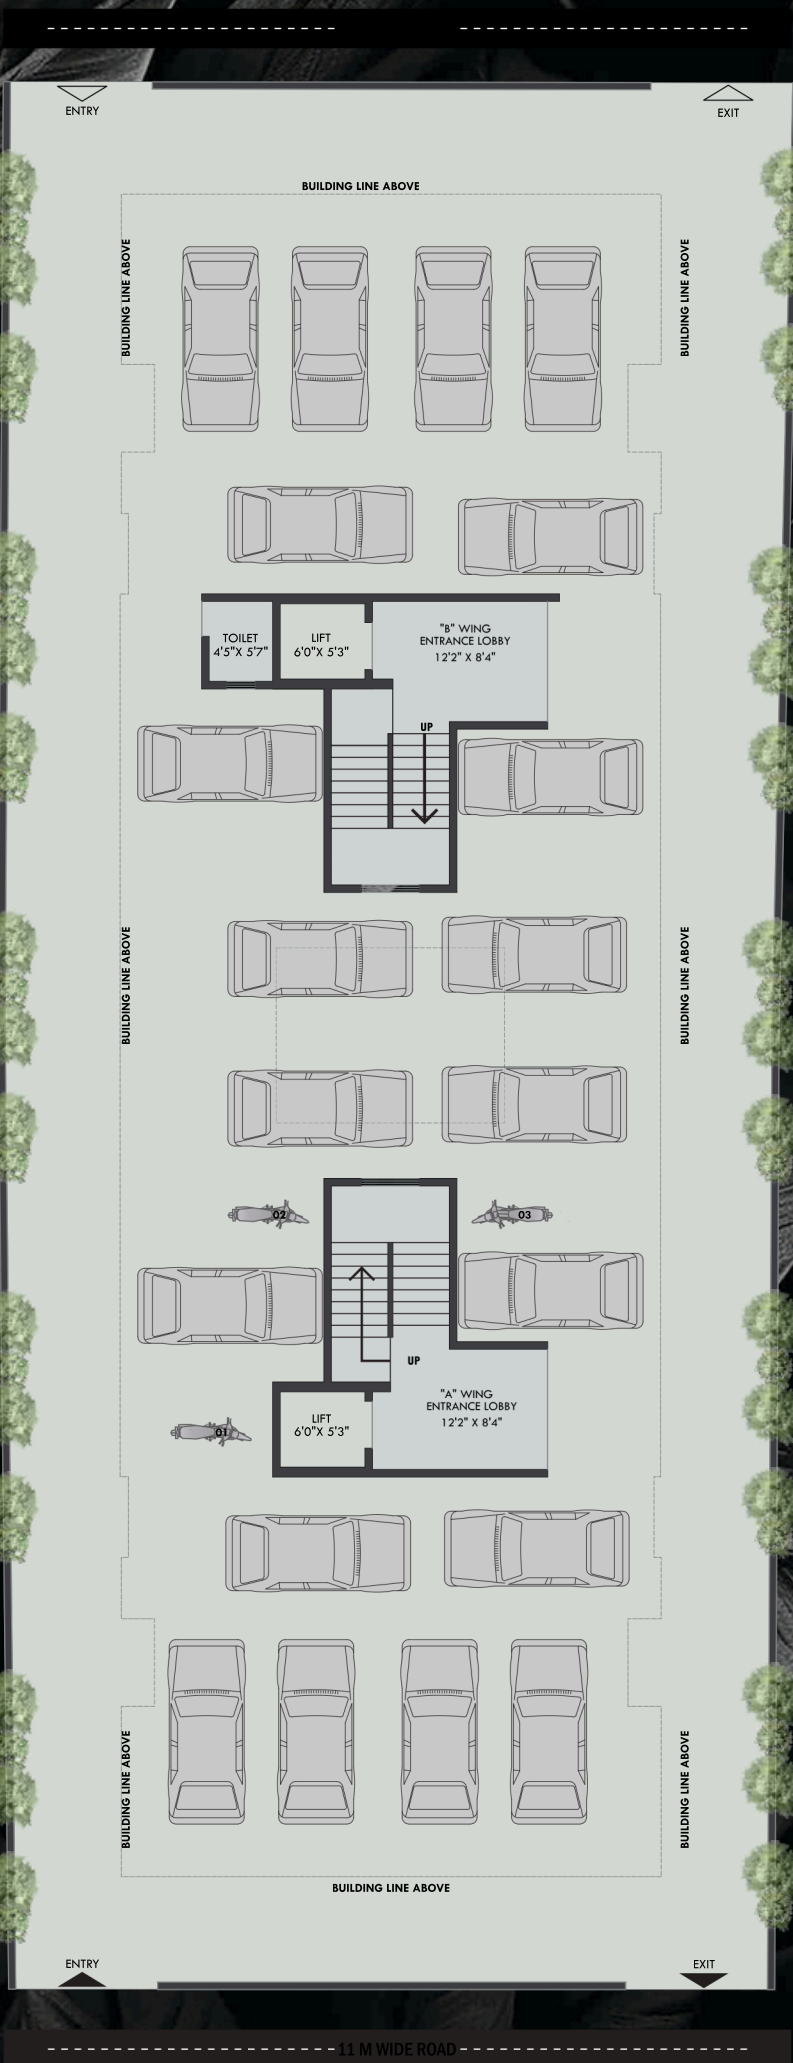 ENTRY
EXIT
BUILDING LINE ABOVE
BUILDING LINE ABOVE
BUILDING LINE ABOVE
"B" WING
ENTRANCE LOBBY
12'2" X 8'4"
TOILET
4'5"X 5'7"
LIFT
6'0"X 5'3"
UP
BUILDING LINE ABOVE
BUILDING LINE ABOVE
02
03
UP
"A" WING
ENTRANCE LOBBY
12'2" X 8'4"
LIFT
6'0"X 5'3"
01
BUILDING LINE ABOVE
BUILDING LINE ABOVE
BUILDING LINE ABOVE
ENTRY
EXIT
11 M WIDE ROAD